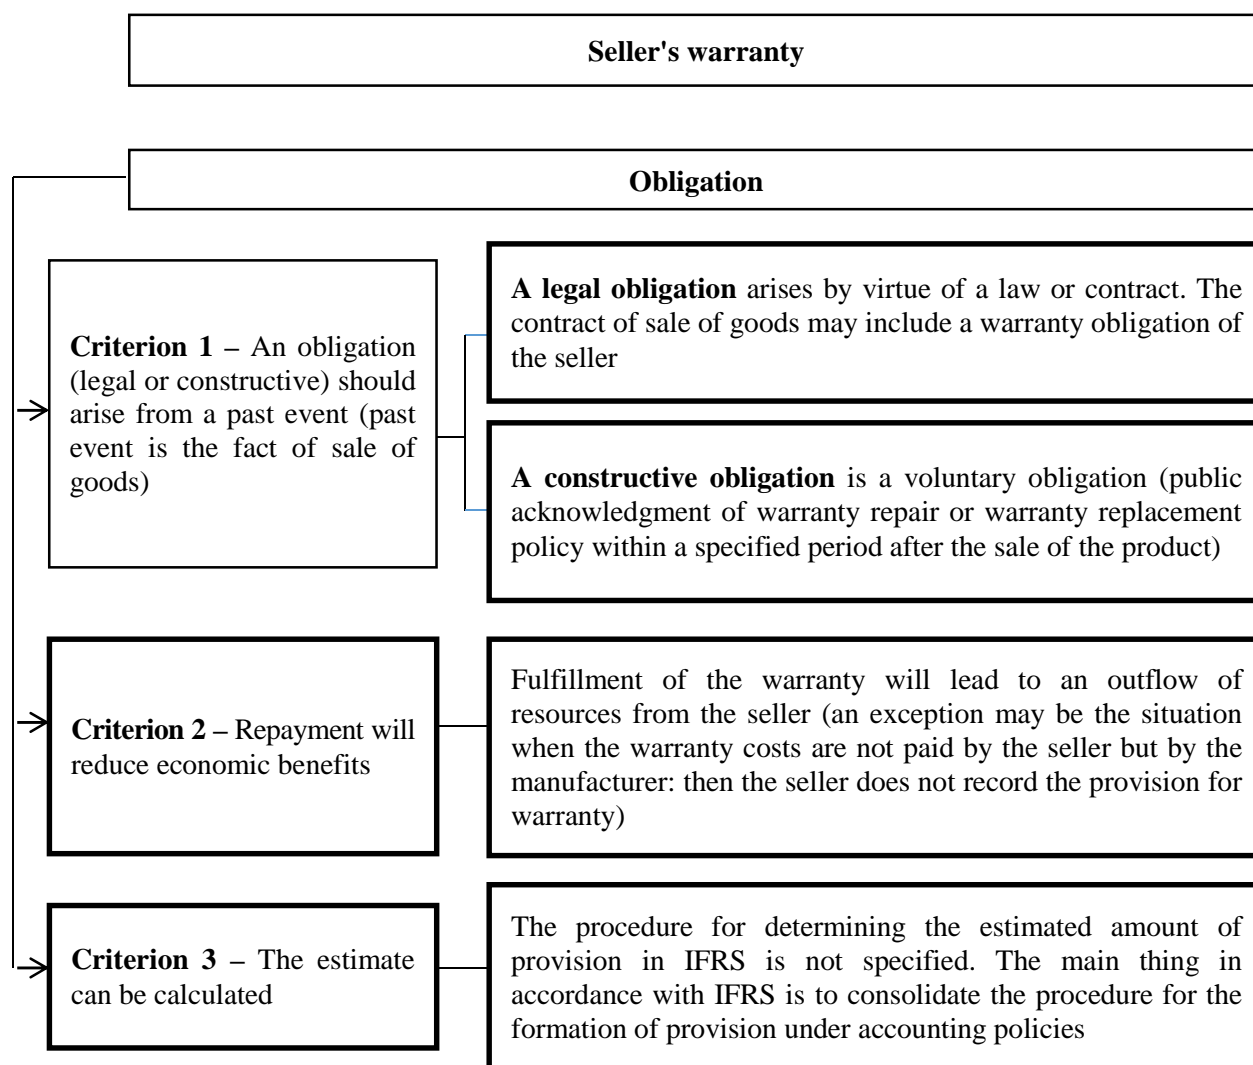 Seller's warranty
Obligation
Criterion 1 – An obligation
(legal or constructive) should
arise from a past event (past
event is the fact of sale of
goods)
A legal obligation arises by virtue of a law or contract. The
contract of sale of goods may include a warranty obligation of
the seller
A constructive obligation is a voluntary obligation (public
acknowledgment of warranty repair or warranty replacement
policy within a specified period after the sale of the product)
Criterion 2 – Repayment will
reduce economic benefits
Fulfillment of the warranty will lead to an outflow of
resources from the seller (an exception may be the situation
when the warranty costs are not paid by the seller but by the
manufacturer: then the seller does not record the provision for
warranty)
Criterion 3 – The estimate
can be calculated
The procedure for determining the estimated amount of
provision in IFRS is not specified. The main thing in
accordance with IFRS is to consolidate the procedure for the
formation of provision under accounting policies